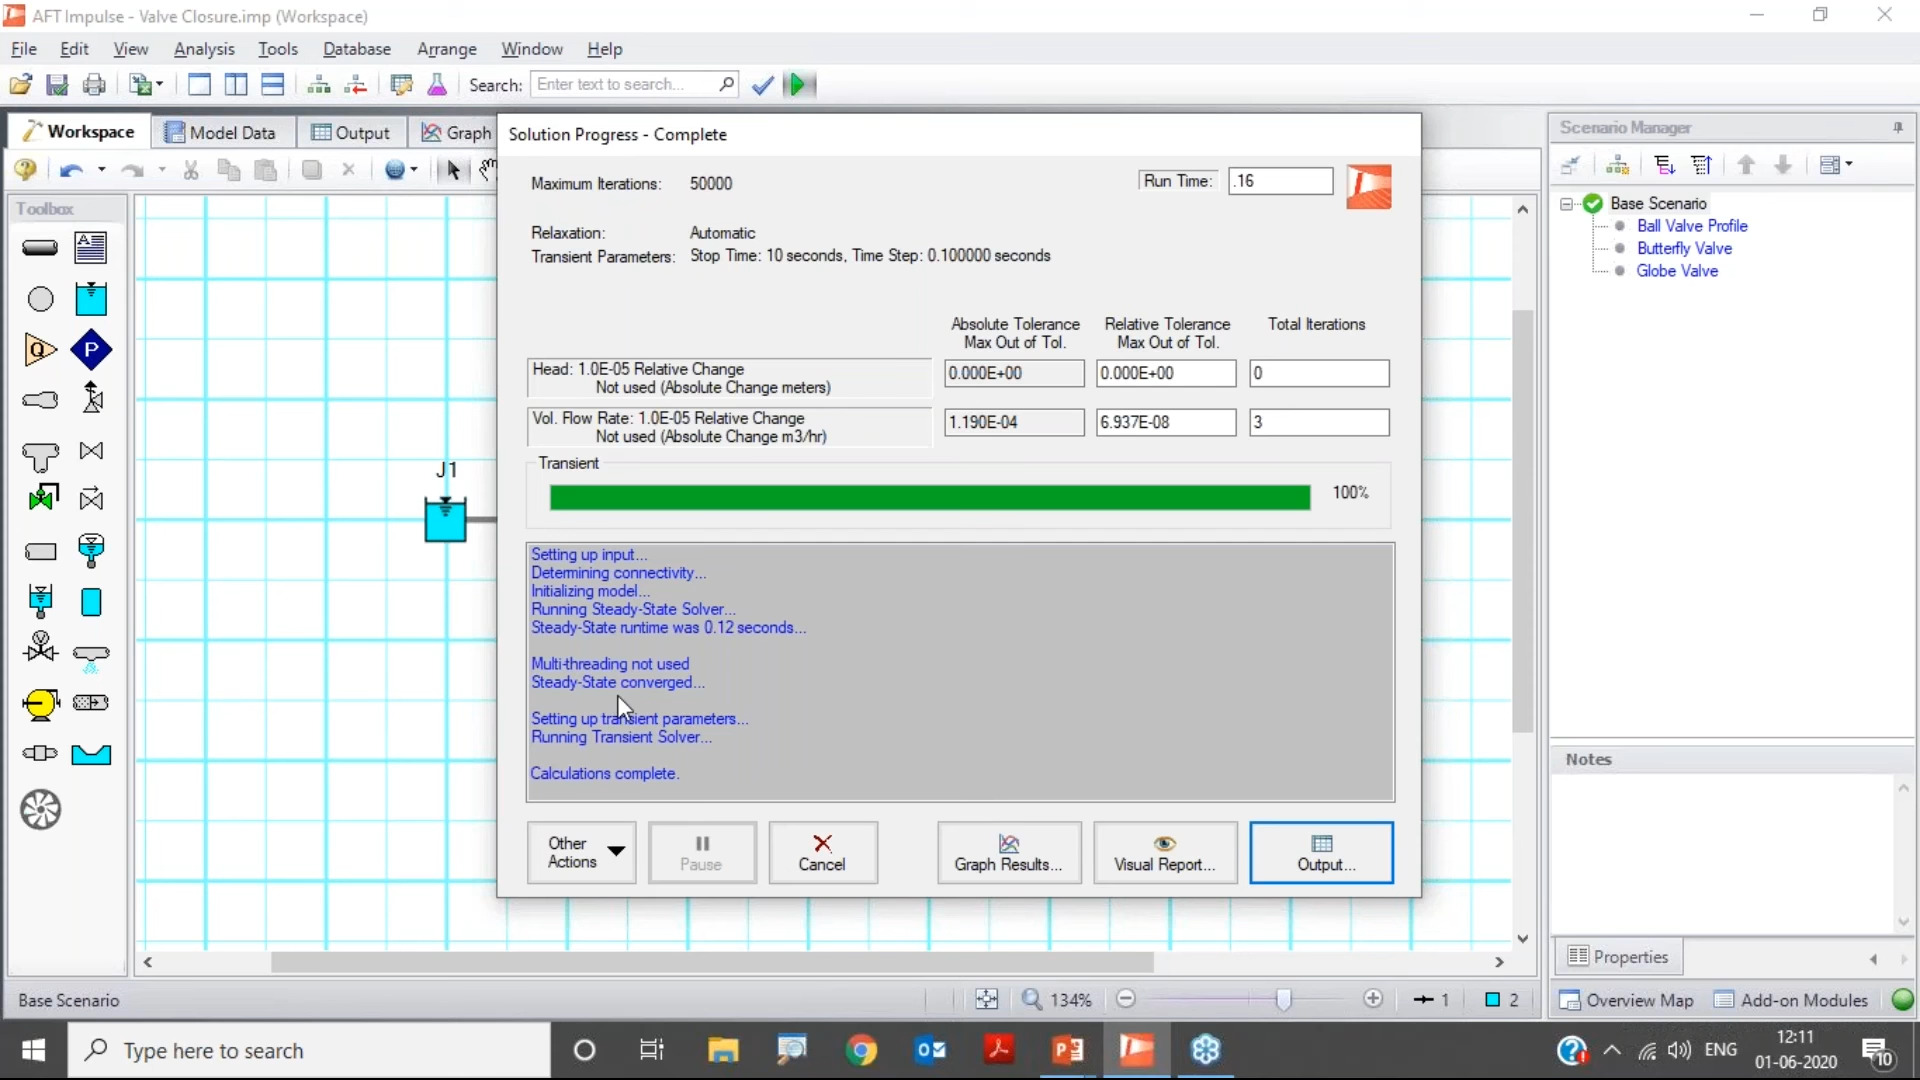 AFT Impulse - Valve Closure.imp (Workspace)
File Edit View Analysis Tools Database Arrange Window Help
Search: Enter text to search...
Workspace Model Data Output Graph
Solution Progress - Complete
Scenario Manager
Maximum Iterations: 50000
Run Time: .16
Relaxation: Automatic
Transient Parameters: Stop Time: 10 seconds, Time Step: 0.100000 seconds
Toolbox
Base Scenario
Ball Valve Profile
Butterfly Valve
Globe Valve
A
Q
P
Absolute Tolerance Relative Tolerance Total Iterations
Max Out of Tol. Max Out of Tol.
Head: 1.0E-05 Relative Change
Not used (Absolute Change meters)
0.000E+00 0.000E+00 0
Vol. Flow Rate: 1.0E-05 Relative Change
Not used (Absolute Change m3/hr)
1.190E-04 6.937E-08 3
Transient
100%
J1
Setting up input...
Determining connectivity...
Initializing model...
Running Steady-State Solver...
Steady-State runtime was 0.12 seconds...
Multi-threading not used
Steady-State converged...
Setting up transient parameters...
Running Transient Solver...
Calculations complete.
Notes
Other Actions
Pause
Cancel
Graph Results...
Visual Report...
Output...
Properties
Base Scenario
134%
1
2
Overview Map Add-on Modules
Type here to search
ENG
12:11
01-06-2020
10